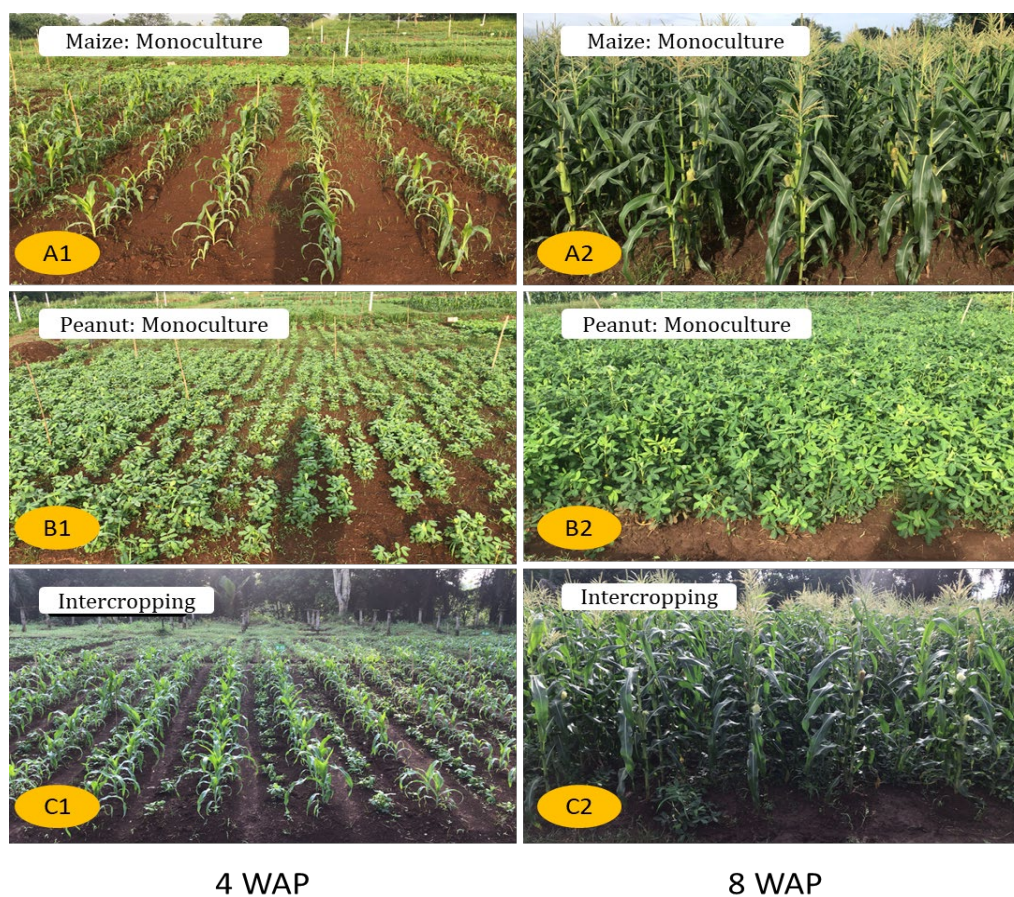 Maize: Monoculture
A1
Maize: Monoculture
A2
Peanut: Monoculture
B1
Peanut: Monoculture
B2
Intercropping
C1
Intercropping
C2
4 WAP
8 WAP